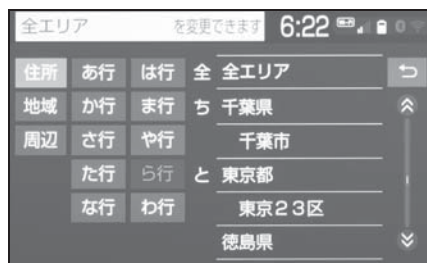 全エリア を変更できます 6:22
住所 あ行 は行 全 全エリア
地域 か行 ま行 ち 千葉県
周辺 さ行 や行 千葉市
た行 ら行 と 東京都
な行 わ行 東京23区
徳島県